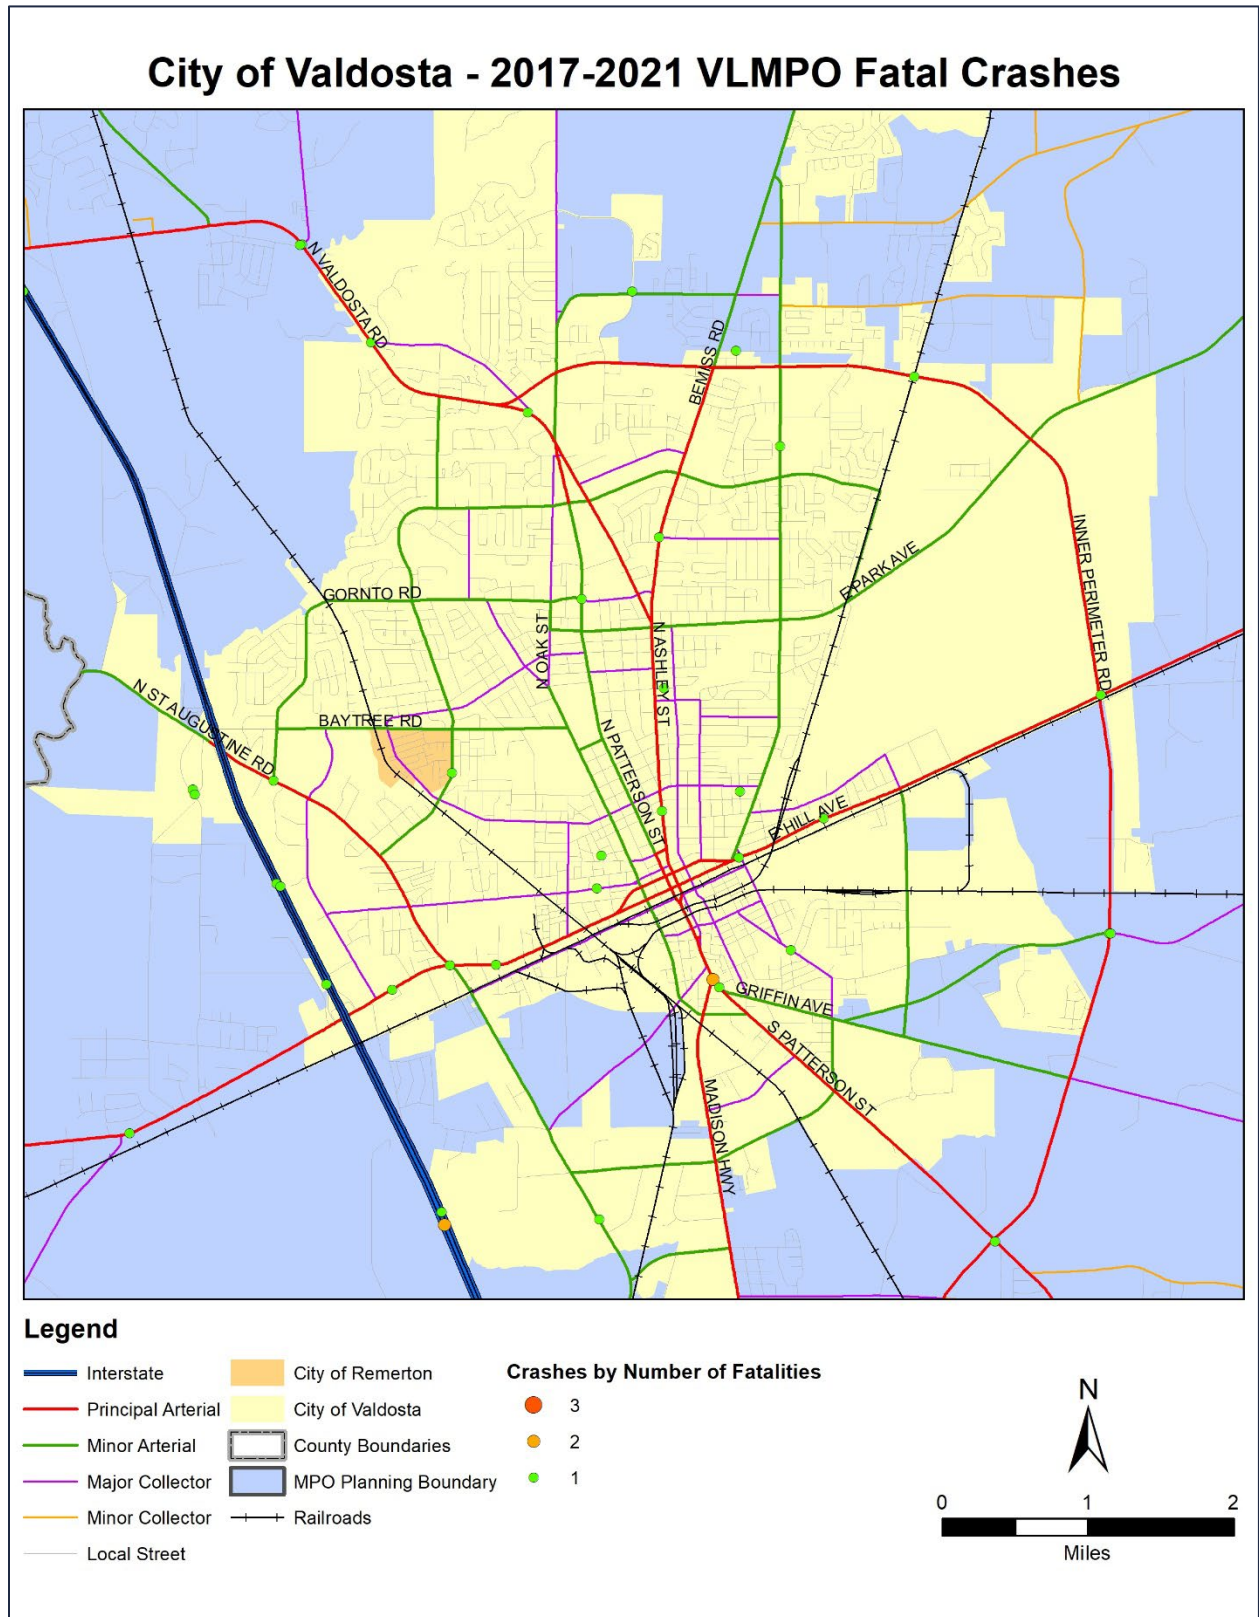 City of Valdosta - 2017-2021 VLMPO Fatal Crashes
N VALDOSTA RD
BEMISS RD
INNER PERIMETER RD
E PARK AVE
GORNTO RD
N OAK ST
N ASHLEY ST
N ST AUGUSTINE RD
BAYTREE RD
N PATTERSON ST
E HILL AVE
GRIFFIN AVE
S PATTERSON ST
MADISON HWY
Legend
Interstate
Principal Arterial
Minor Arterial
Major Collector
Minor Collector
Local Street
City of Remerton
City of Valdosta
County Boundaries
MPO Planning Boundary
Railroads
Crashes by Number of Fatalities
3
2
1
N
0 1 2
Miles